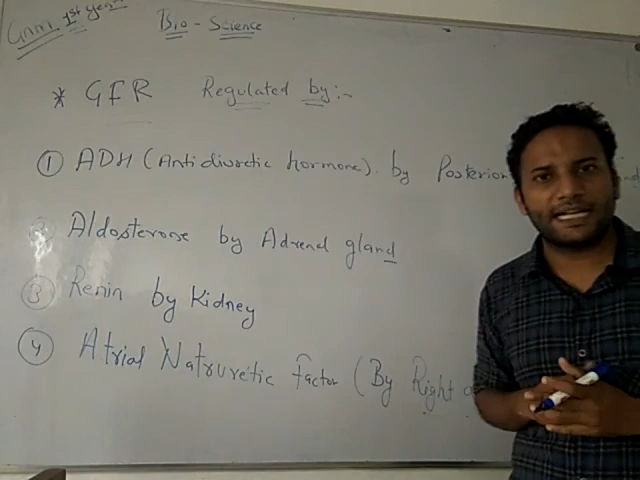 Gnm 1st year
Bio - Science
* GFR Regulated by:-
① ADH (Antidiuretic hormone). by Posterior
② Aldosterone by Adrenal gland
③ Renin by Kidney
④ Atrial Natruretic factor (By Right